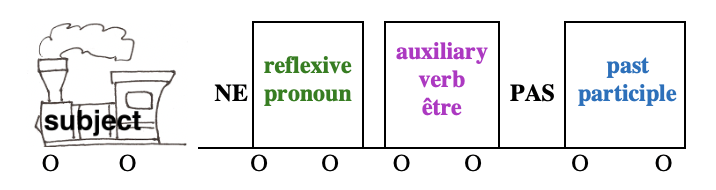 subject
NE
reflexive
pronoun
auxiliary
verb
être
PAS
past
participle
O O O O O O O O